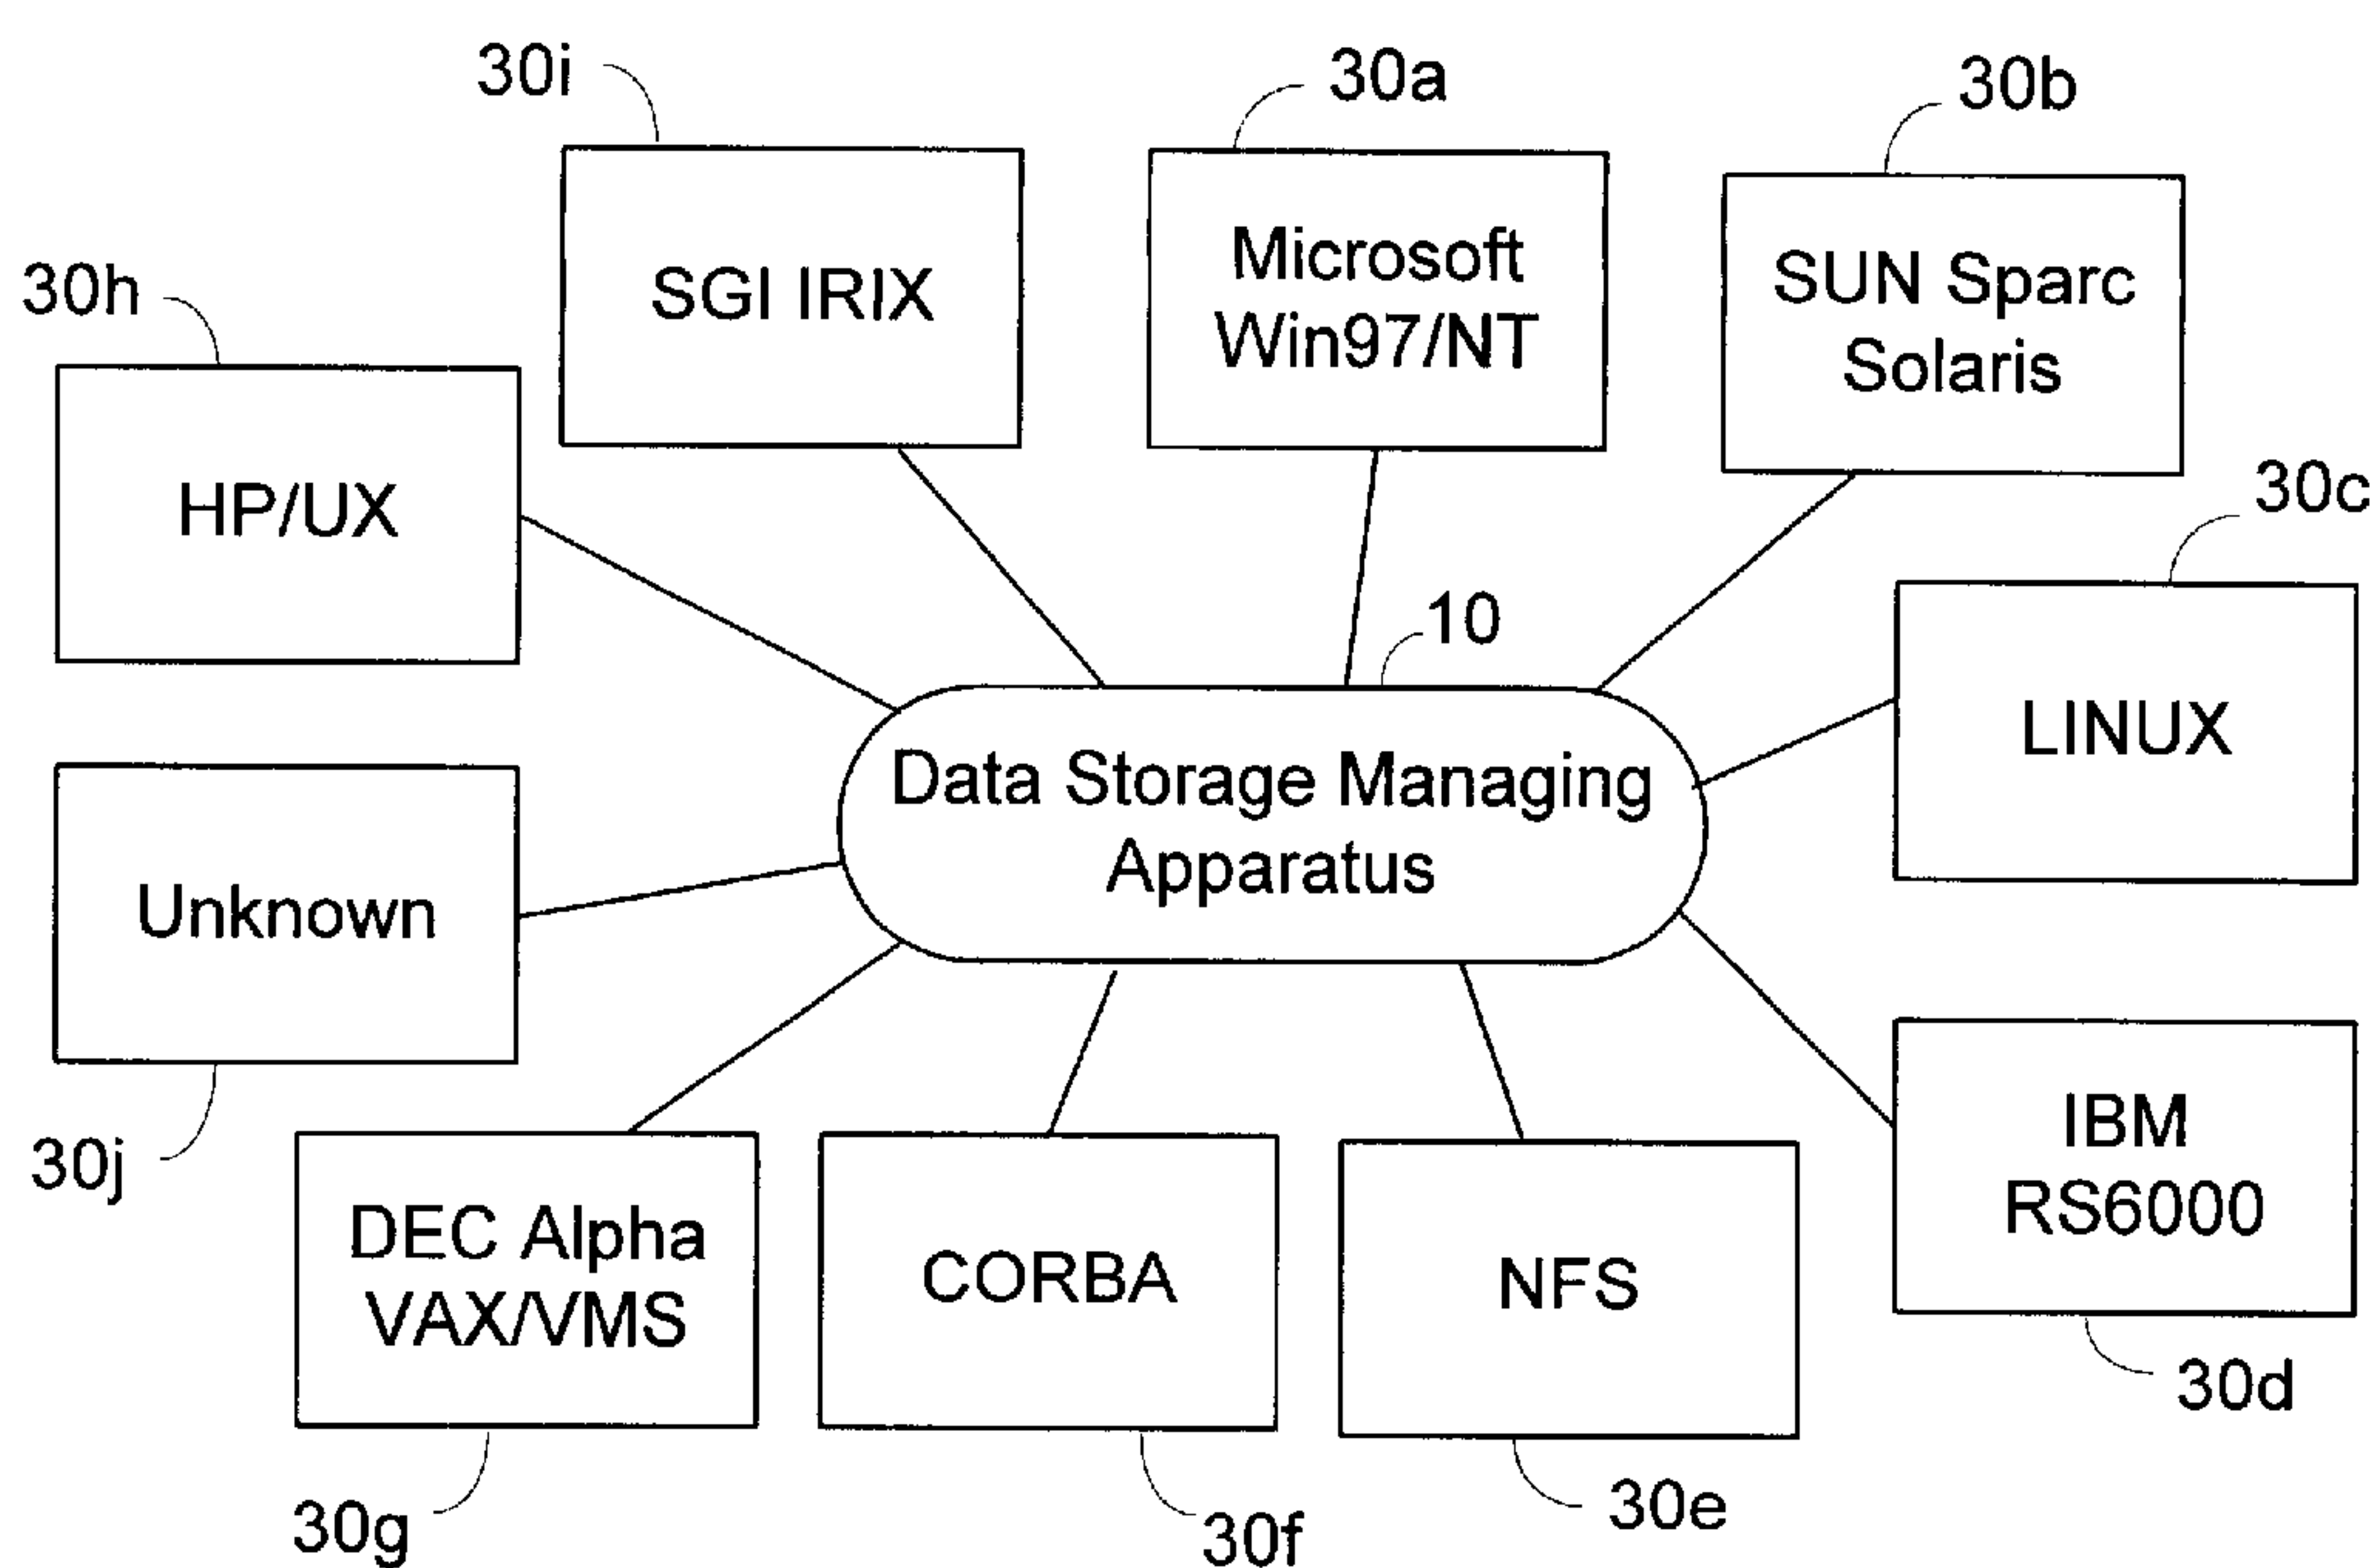 30i
30a
30b
SGI IRIX
Microsoft
Win97/NT
SUN Sparc
Solaris
30h
HP/UX
30c
10
LINUX
Data Storage Managing
Apparatus
Unknown
30j
IBM
RS6000
DEC Alpha
VAX/VMS
CORBA
NFS
30d
30g
30f
30e